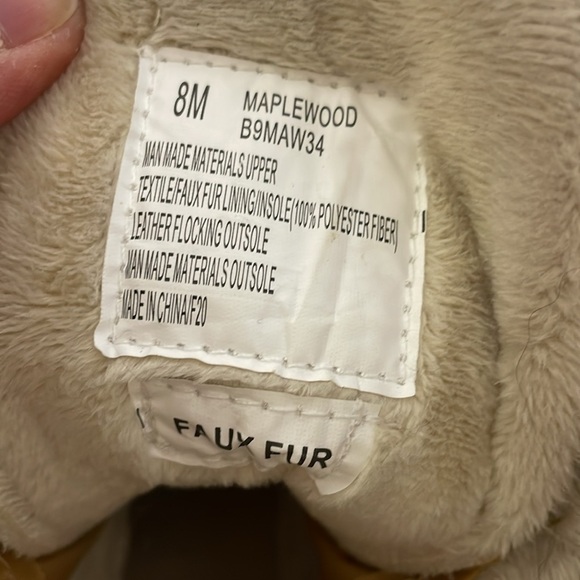 8M MAPLEWOOD
B9MAW34
MAN MADE MATERIALS UPPER
TEXTILE/FAUX FUR LINING/INSOLE(100% POLYESTER FIBER)
LEATHER FLOCKING OUTSOLE
MAN MADE MATERIALS OUTSOLE
MADE IN CHINA/F20
FAUX FUR